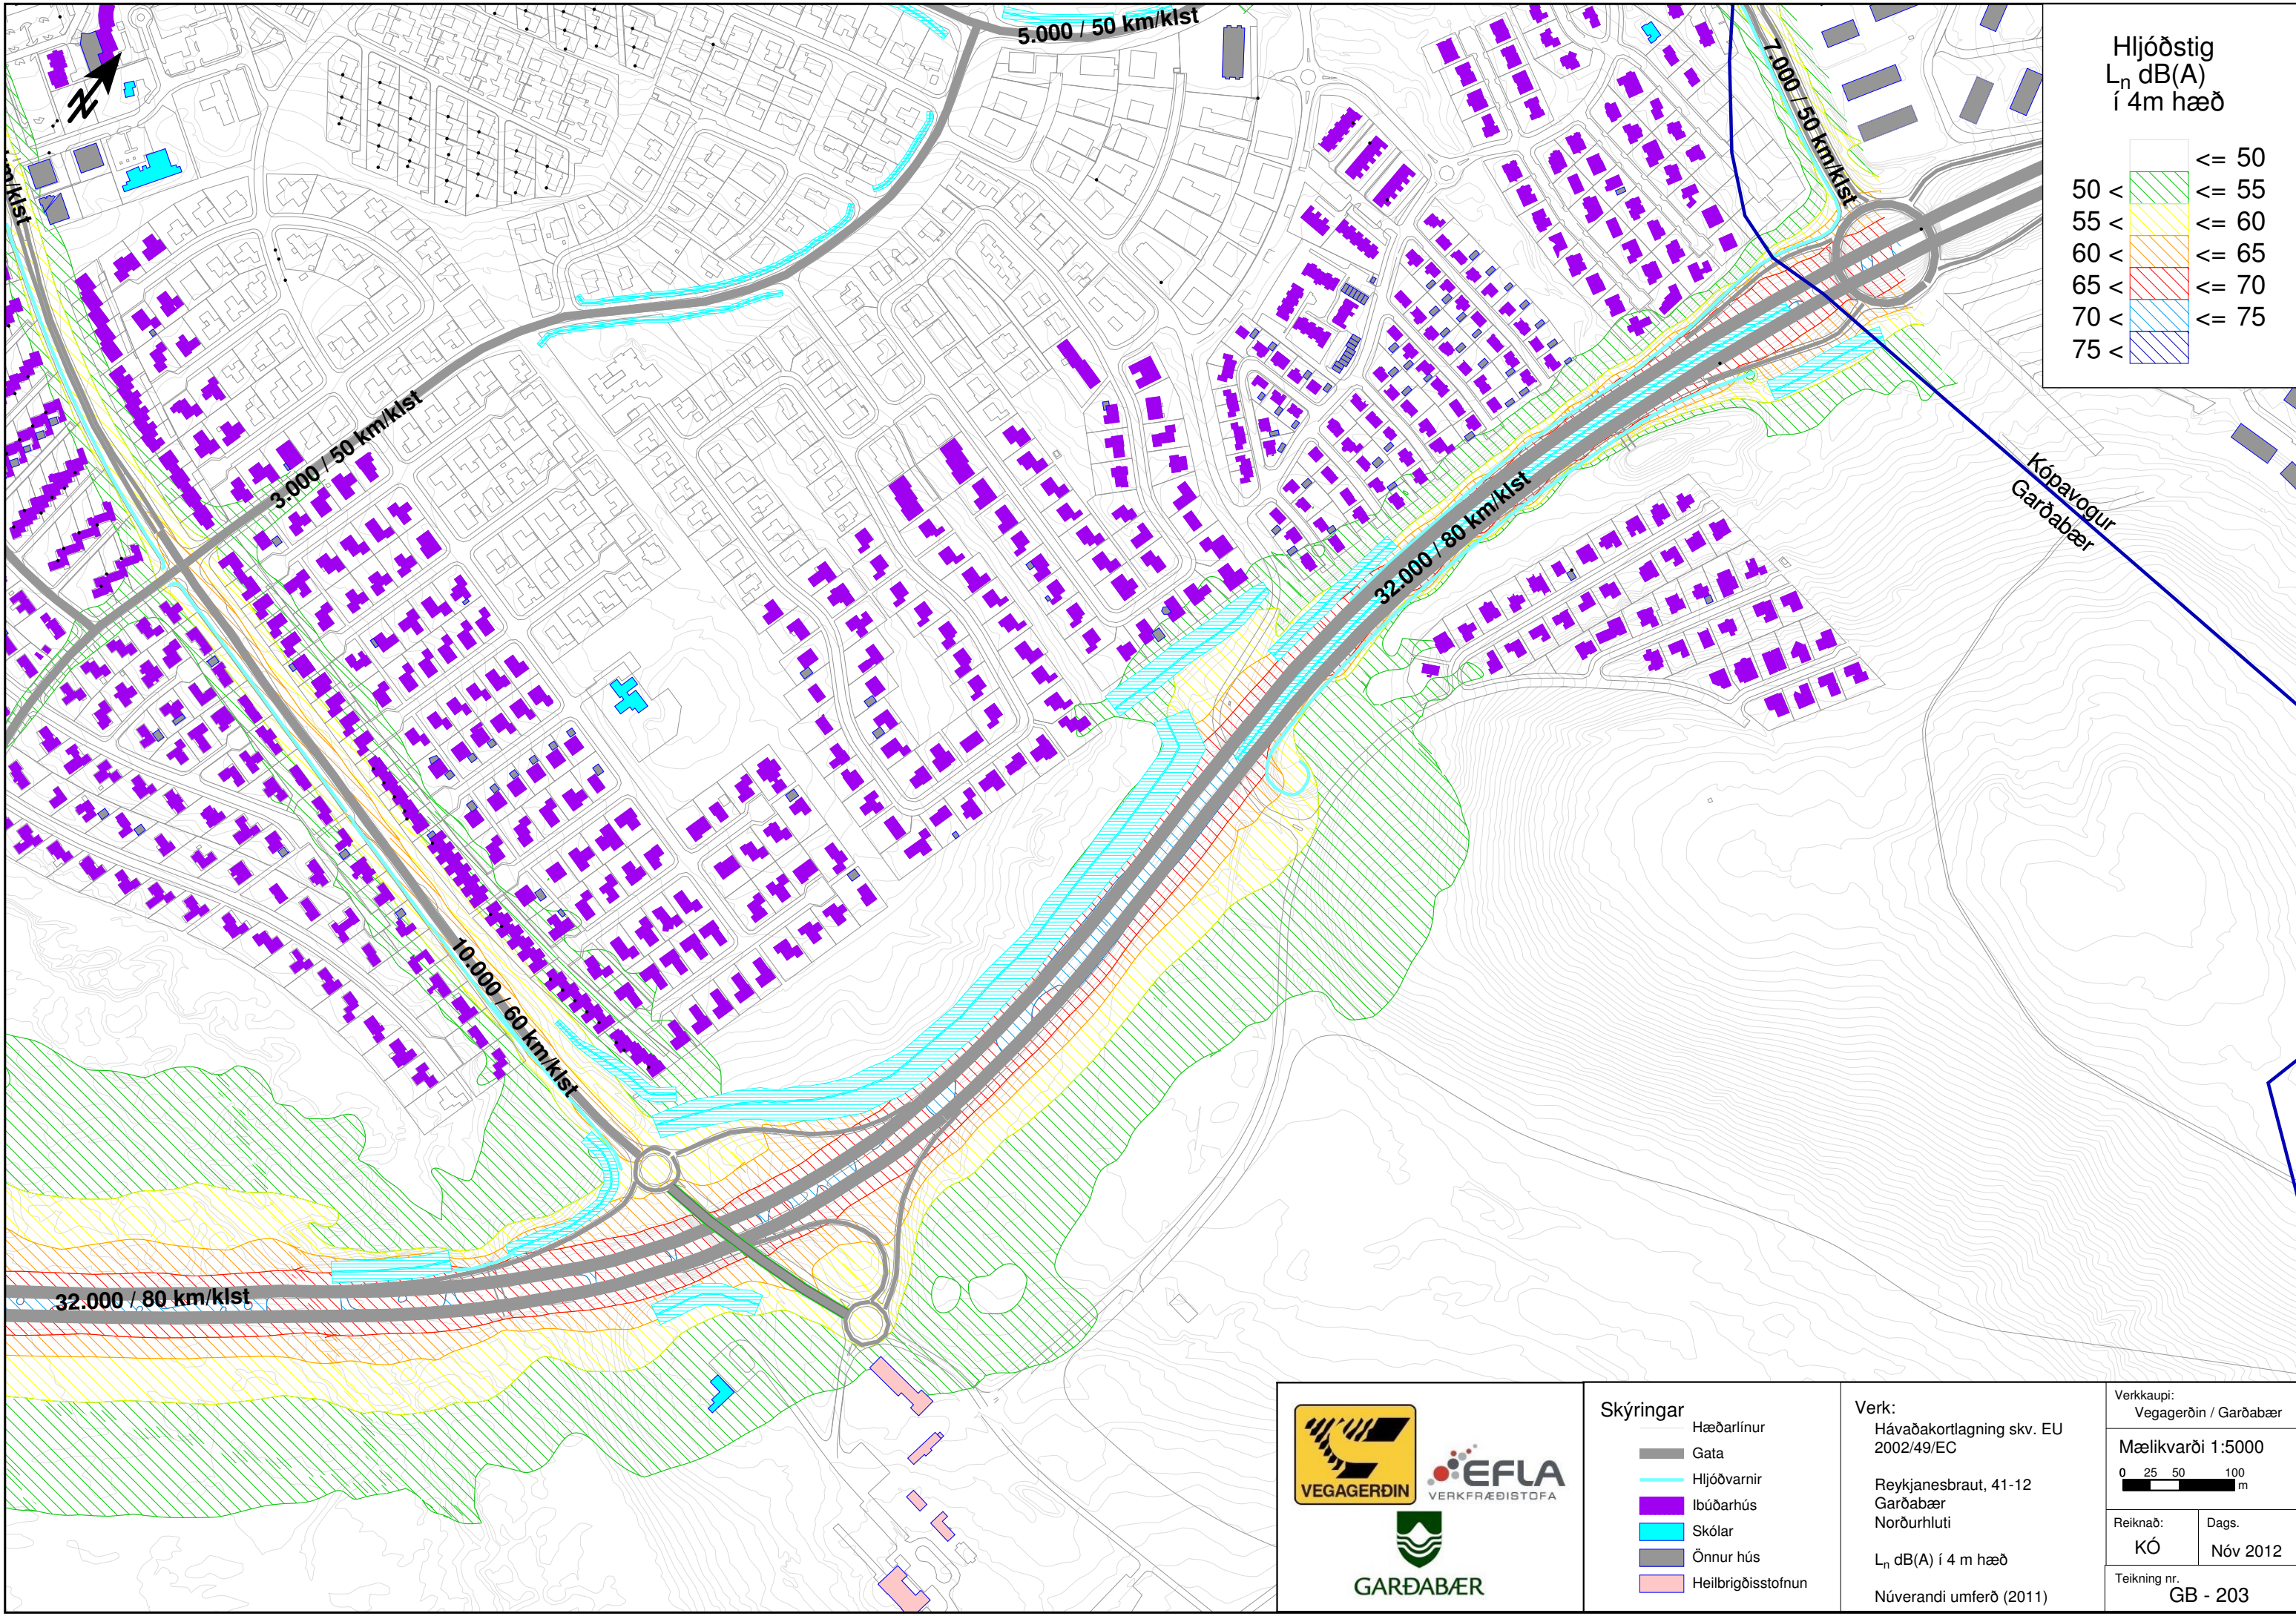 5.000 / 50 km/klst
7.000 / 50 km/klst
m/klst
N
3.000 / 50 km/klst
32.000 / 80 km/klst
10.000 / 60 km/klst
32.000 / 80 km/klst
Kópavogur
Garðabær
Hljóðstig
Ln dB(A)
í 4m hæð
<= 50
50 < <= 55
55 < <= 60
60 < <= 65
65 < <= 70
70 < <= 75
75 <
VEGAGERÐIN
EFLA
VERKFRÆÐISTOFA
GARÐABÆR
Skýringar
Hæðarlínur
Gata
Hljóðvarnir
Ibúðarhús
Skólar
Önnur hús
Heilbrigðisstofnun
Verk:
Hávaðakortlagning skv. EU
2002/49/EC
Reykjanesbraut, 41-12
Garðabær
Norðurhluti
Ln dB(A) í 4 m hæð
Núverandi umferð (2011)
Verkkaupi:
Vegagerðin / Garðabær
Mælikvarði 1:5000
0 25 50 100
m
Reiknað:
KÓ
Dags.
Nóv 2012
Teikning nr.
GB - 203